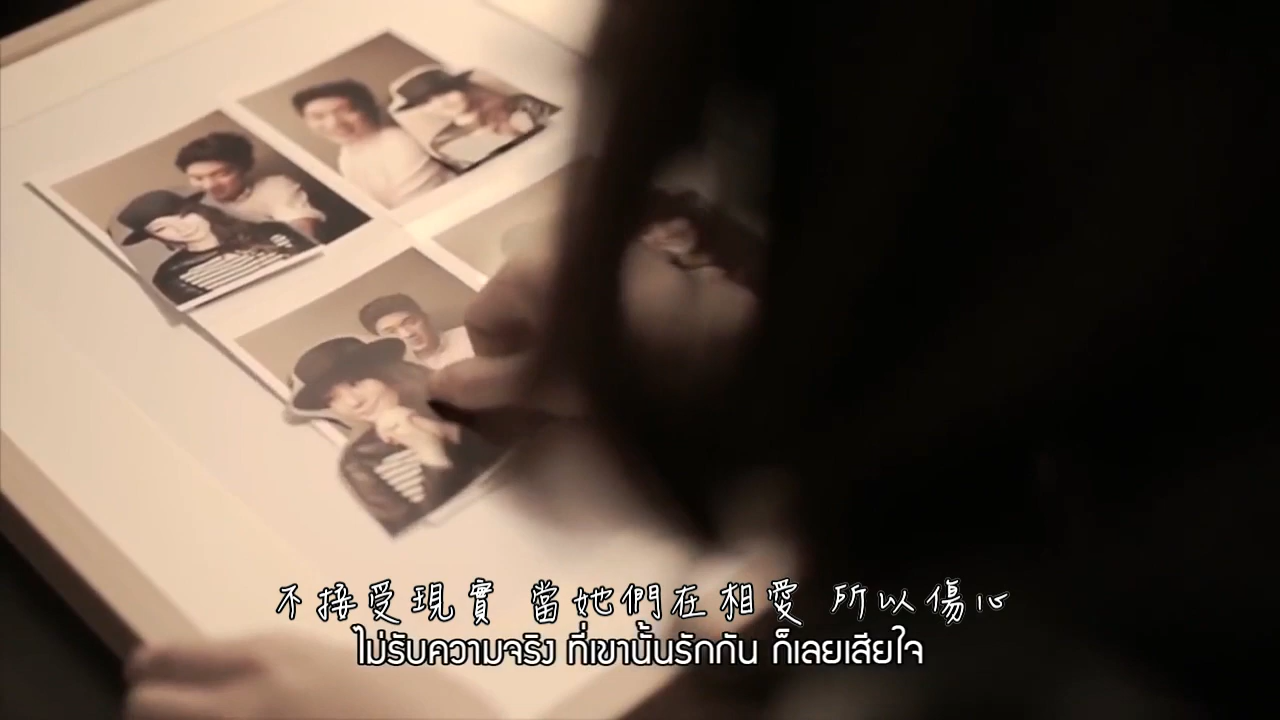 不接受現實 當她們在相愛 所以傷心
ไม่รับความจริง ที่เขานั้นรักกัน ก็เลยเสียใจ